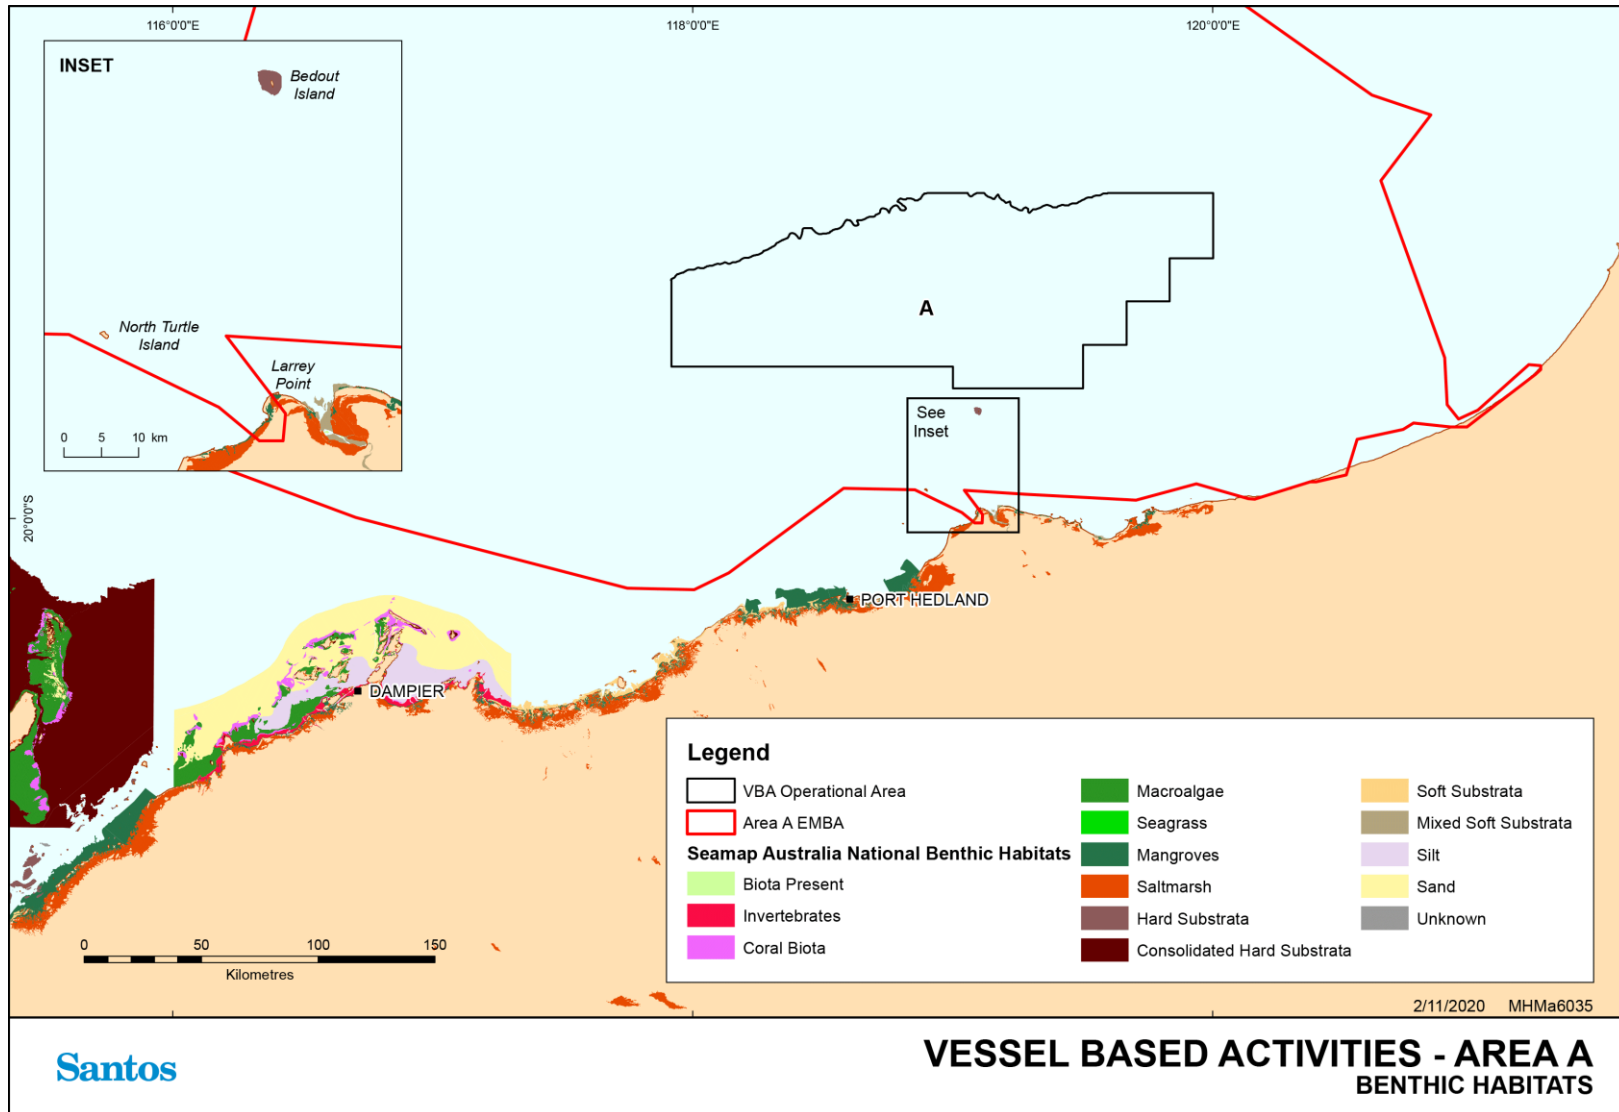 116°0'0"E
118°0'0"E
120°0'0"E
INSET
Bedout
Island
North Turtle
Island
Larrey
Point
0 5 10 km
See
Inset
A
20°0'0"S
PORT HEDLAND
DAMPIER
0 50 100 150
Kilometres
Legend
VBA Operational Area
Area A EMBA
Seamap Australia National Benthic Habitats
Biota Present
Invertebrates
Coral Biota
Macroalgae
Seagrass
Mangroves
Saltmarsh
Hard Substrata
Consolidated Hard Substrata
Soft Substrata
Mixed Soft Substrata
Silt
Sand
Unknown
2/11/2020 MHMa6035
Santos
VESSEL BASED ACTIVITIES - AREA A
BENTHIC HABITATS